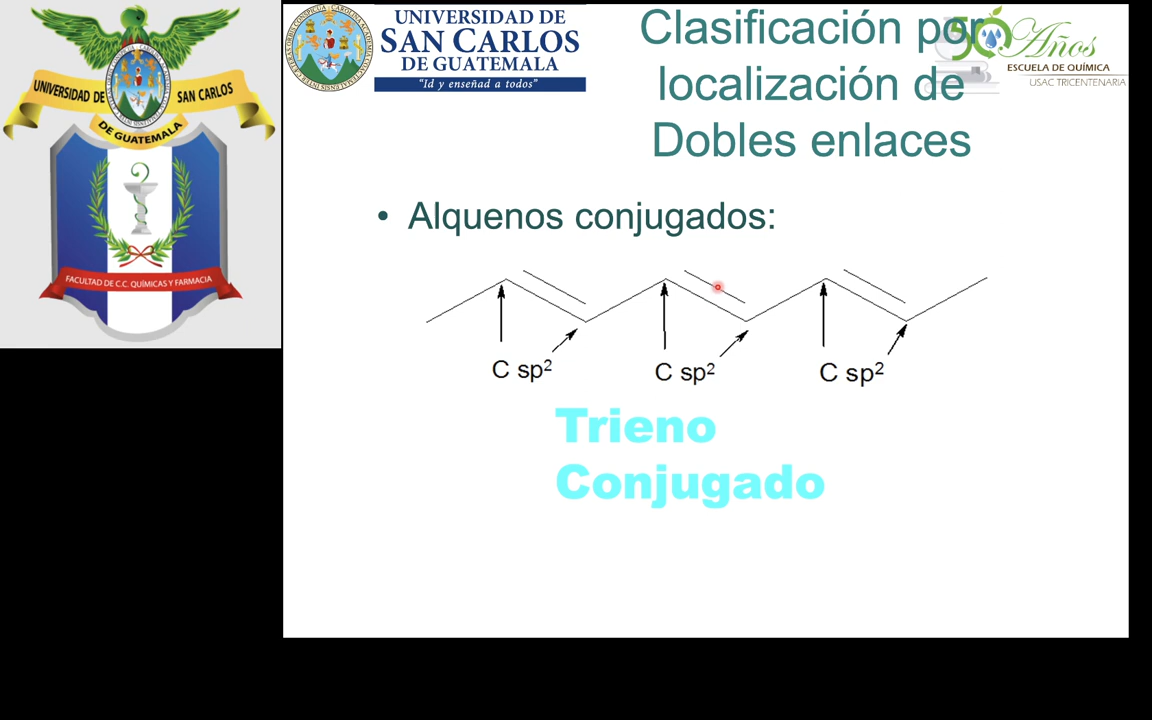 UNIVERSIDAD DE SAN CARLOS
DE GUATEMALA
FACULTAD DE C.C. QUÍMICAS Y FARMACIA
UNIVERSIDAD DE
SAN CARLOS
DE GUATEMALA
"Id y enseñad a todos"
Clasificación por
localización de
Dobles enlaces
50 Años
ESCUELA DE QUÍMICA
USAC TRICENTENARIA
• Alquenos conjugados:
C sp²
C sp²
C sp²
Trieno
Conjugado